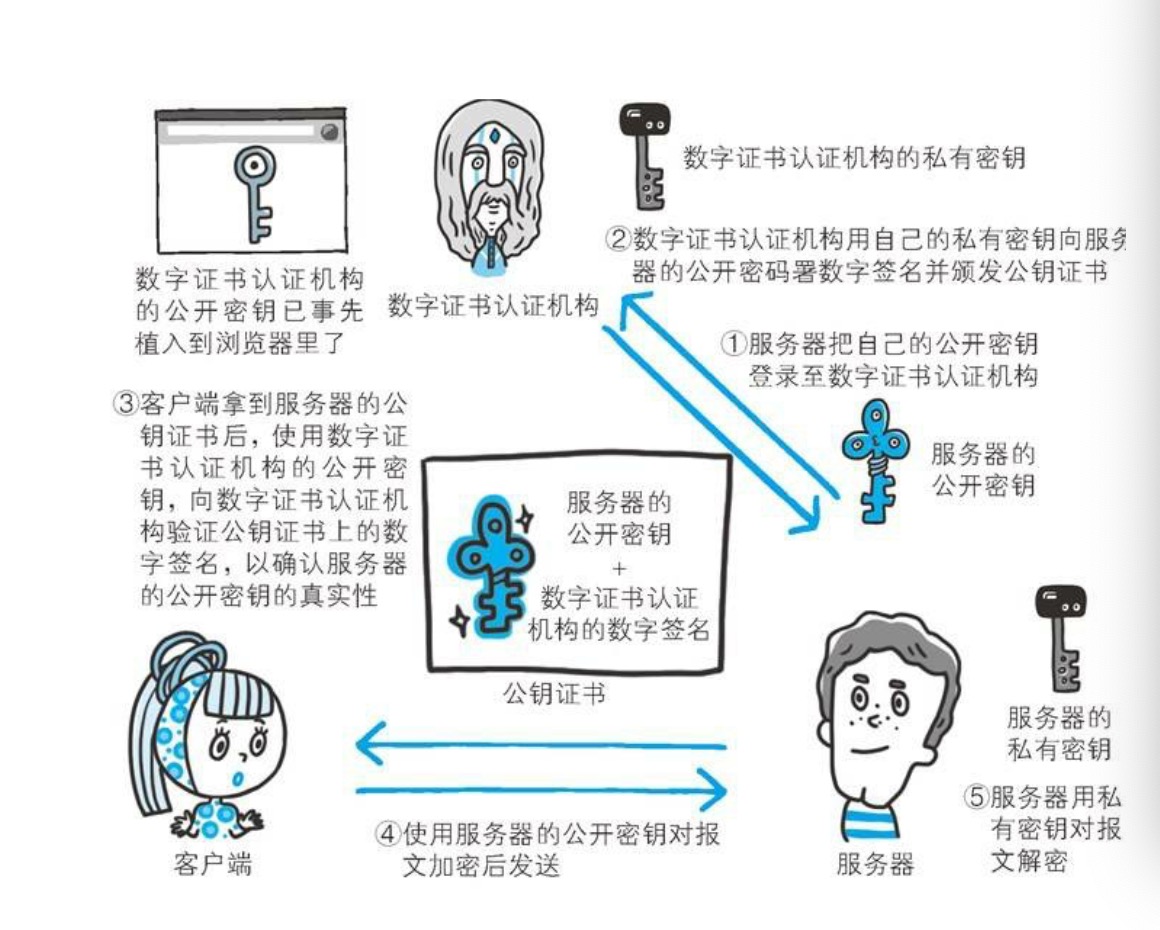 数字证书认证机构的私有密钥
②数字证书认证机构用自己的私有密钥向服务
器的公开密码署数字签名并颁发公钥证书
数字证书认证机构
的公开密钥已事先
植入到浏览器里了
数字证书认证机构
①服务器把自己的公开密钥
登录至数字证书认证机构
③客户端拿到服务器的公
钥证书后，使用数字证
书认证机构的公开密
钥，向数字证书认证机
构验证公钥证书上的数
字签名，以确认服务器
的公开密钥的真实性
服务器的
公开密钥
服务器的
公开密钥
+
数字证书认证
机构的数字签名
公钥证书
服务器的
私有密钥
④使用服务器的公开密钥对报
文加密后发送
⑤服务器用私
有密钥对报
文解密
客户端
服务器